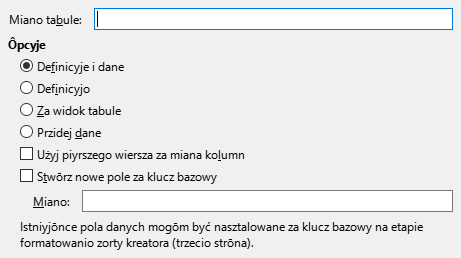 Miano tabule:
Ôpcyje
Definicyje i dane
Definicyjo
Za widok tabule
Przidej dane
Użyj piyrszego wiersza za miana kolumn
Stwōrz nowe pole za klucz bazowy
Miano:
Istniyjōnce pola danych mogōm być nasztalowane za klucz bazowy na etapie
formatowanio zorty kreatora (trzecio strōna).